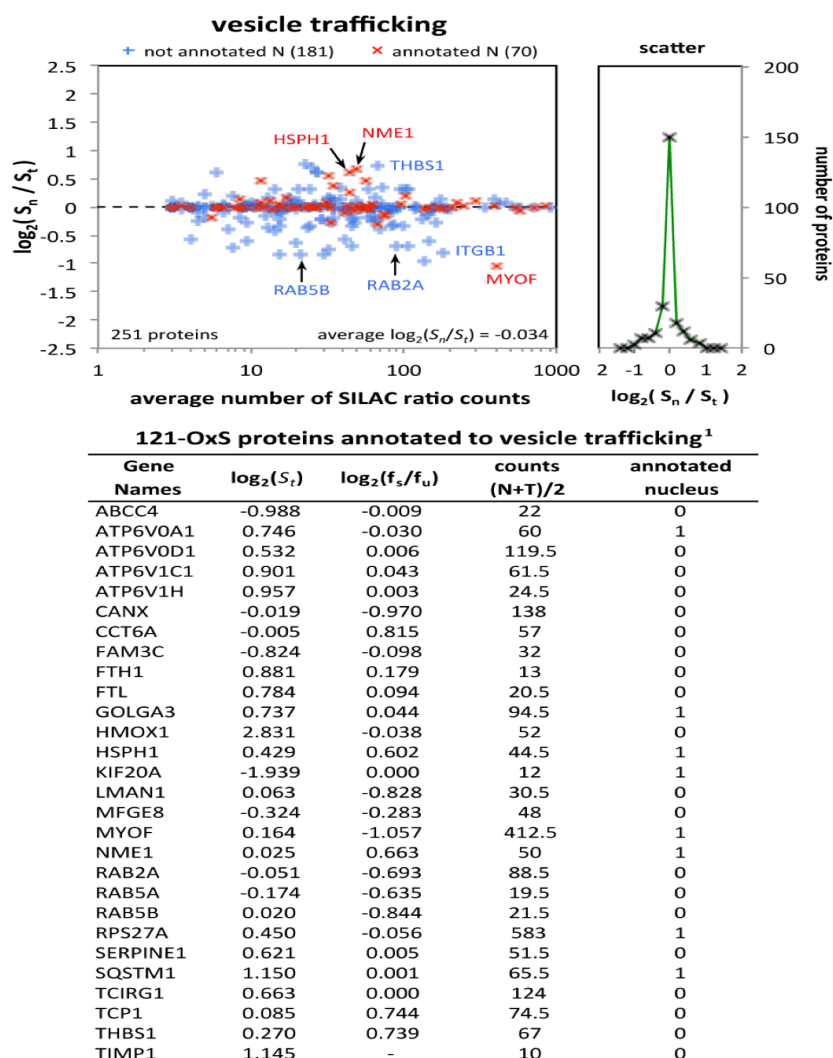 vesicle trafficking
+ not annotated N (181) × annotated N (70)
scatter
2.5
2
1.5
1
0.5
0
-0.5
-1
-1.5
-2
-2.5
log₂( Sₙ / Sₜ)
HSPH1
NME1
THBS1
ITGB1
MYOF
RAB5B
RAB2A
251 proteins average log₂(Sₙ/Sₜ) = -0.034
1 10 100 1000
average number of SILAC ratio counts
200
150
100
50
0
number of proteins
2 -1 0 1 2
log₂( Sₙ / Sₜ )
121-OxS proteins annotated to vesicle trafficking¹
Gene Names log₂(Sₜ) log₂(fₛ/fᵤ) counts (N+T)/2 annotated nucleus
ABCC4 -0.988 -0.009 22 0
ATP6V0A1 0.746 -0.030 60 1
ATP6V0D1 0.532 0.006 119.5 0
ATP6V1C1 0.901 0.043 61.5 0
ATP6V1H 0.957 0.003 24.5 0
CANX -0.019 -0.970 138 0
CCT6A -0.005 0.815 57 0
FAM3C -0.824 -0.098 32 0
FTH1 0.881 0.179 13 0
FTL 0.784 0.094 20.5 0
GOLGA3 0.737 0.044 94.5 1
HMOX1 2.831 -0.038 52 0
HSPH1 0.429 0.602 44.5 1
KIF20A -1.939 0.000 12 1
LMAN1 0.063 -0.828 30.5 0
MFGE8 -0.324 -0.283 48 0
MYOF 0.164 -1.057 412.5 1
NME1 0.025 0.663 50 1
RAB2A -0.051 -0.693 88.5 0
RAB5A -0.174 -0.635 19.5 0
RAB5B 0.020 -0.844 21.5 0
RPS27A 0.450 -0.056 583 1
SERPINE1 0.621 0.005 51.5 0
SQSTM1 1.150 0.001 65.5 1
TCIRG1 0.663 0.000 124 0
TCP1 0.085 0.744 74.5 0
THBS1 0.270 0.739 67 0
TIMP1 1.145 - 10 0